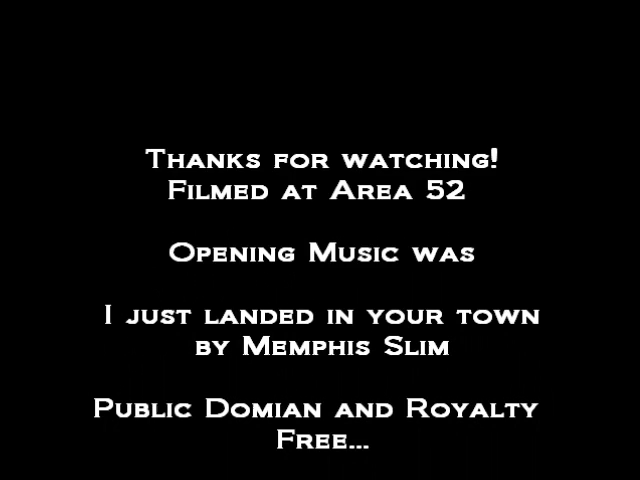 Thanks for watching!
Filmed at Area 52
Opening Music was
I just landed in your town
by Memphis Slim
Public Domian and Royalty
Free...